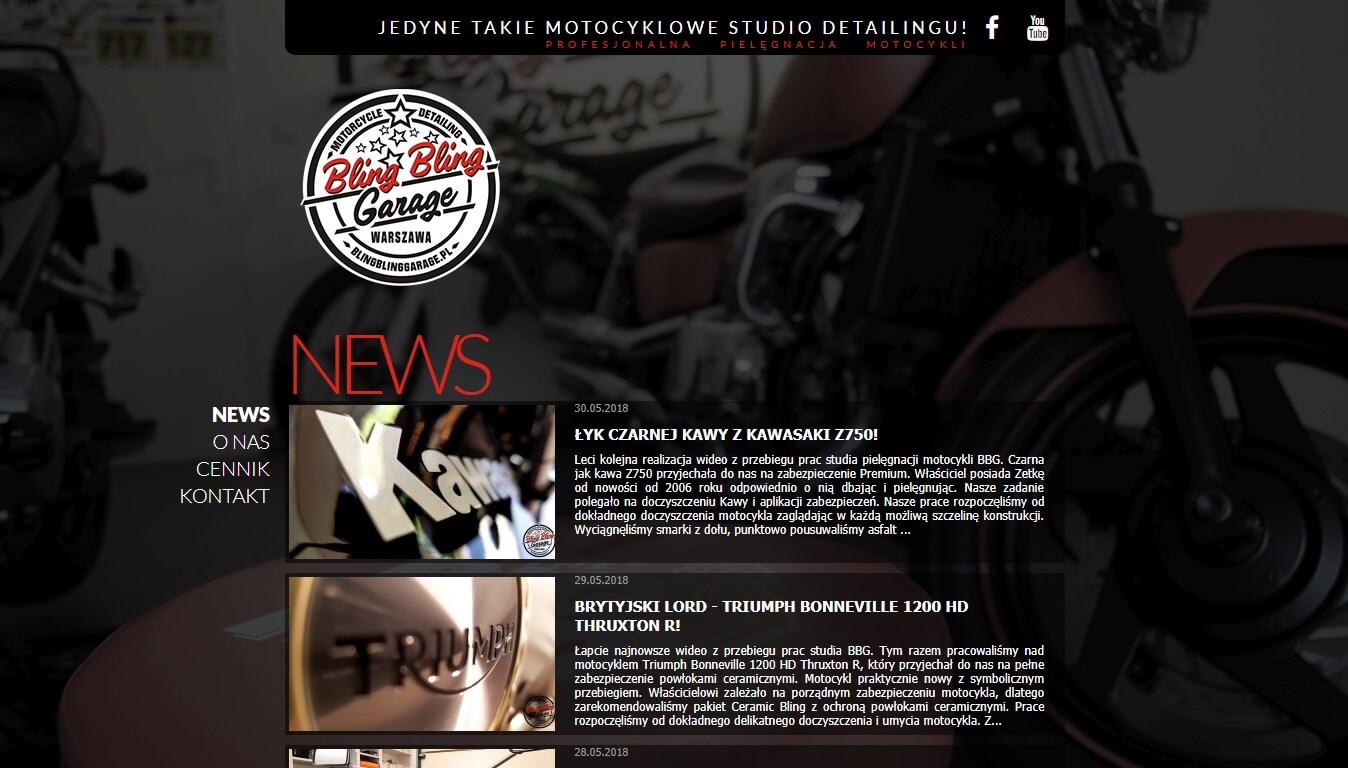 JEDYNE TAKIE MOTOCYKLOWE STUDIO DETAILINGU!
PROFESJONALNA PIELĘGNACJA MOTOCYKLI
You
Tube
717 122
Garage
MOTORCYCLE DETAILING
Bling Bling
Garage
WARSZAWA
BLINGBLINGGARAGE.PL
NEWS
NEWS
O NAS
CENNIK
KONTAKT
Kawa
30.05.2018
ŁYK CZARNEJ KAWY Z KAWASAKI Z750!
Leci kolejna realizacja wideo z przebiegu prac studia pielęgnacji motocykli BBG. Czarna
jak kawa Z750 przyjechała do nas na zabezpieczenie Premium. Właściciel posiada Zetkę
od nowości od 2006 roku odpowiednio o nią dbając i pielęgnując. Nasze zadanie
polegało na doczyszczeniu Kawy i aplikacji zabezpieczeń. Nasze prace rozpoczęliśmy od
dokładnego doczyszczenia motocykla zaglądając w każdą możliwą szczelinę konstrukcji.
Wyciągnęliśmy smarki z dołu, punktowo pousuwaliśmy asfalt ...
TRIUMPH
29.05.2018
BRYTYJSKI LORD - TRIUMPH BONNEVILLE 1200 HD
THRUXTON R!
Łapcie najnowsze wideo z przebiegu prac studia BBG. Tym razem pracowaliśmy nad
motocyklem Triumph Bonneville 1200 HD Thruxton R, który przyjechał do nas na pełne
zabezpieczenie powłokami ceramicznymi. Motocykl praktycznie nowy z symbolicznym
przebiegiem. Właścicielowi zależało na porządnym zabezpieczeniu motocykla, dlatego
zarekomendowaliśmy pakiet Ceramic Bling z ochroną powłokami ceramicznymi. Prace
rozpoczęliśmy od dokładnego delikatnego doczyszczenia i umycia motocykla. Z...
28.05.2018